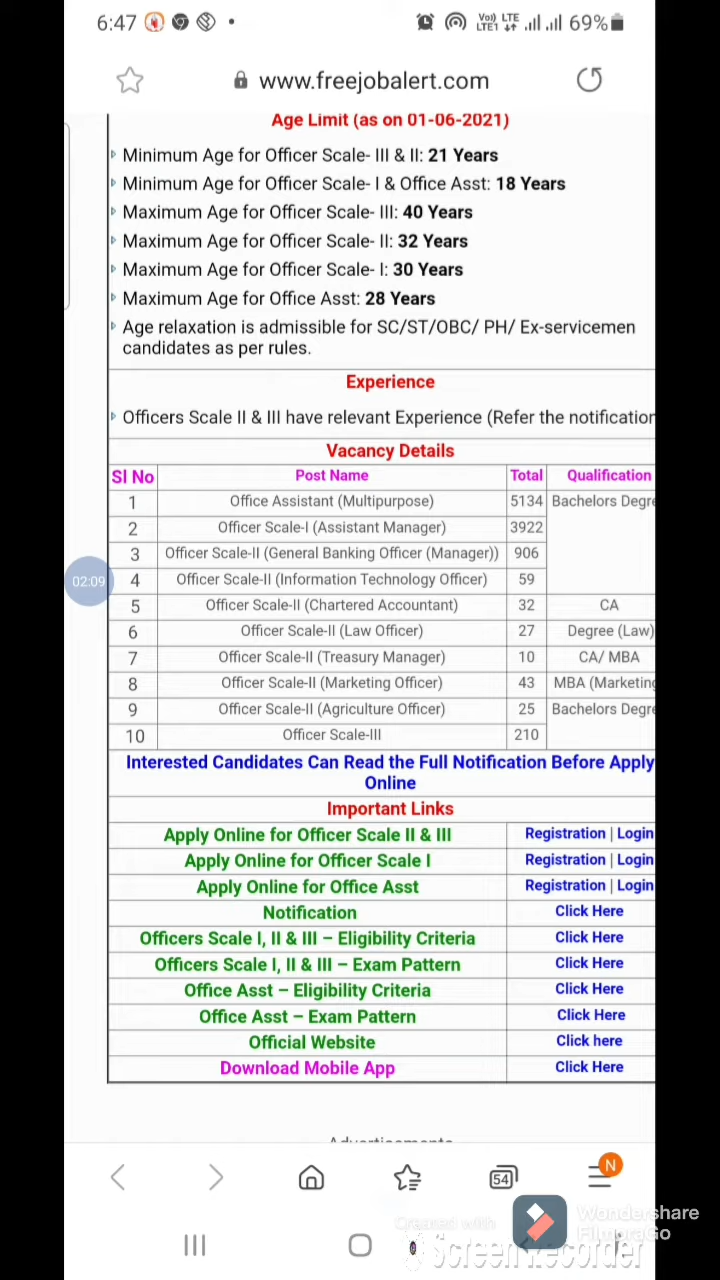 6:47
Vo) LTE
LTE1
69%
www.freejobalert.com
Age Limit (as on 01-06-2021)
Minimum Age for Officer Scale- III & II: 21 Years
Minimum Age for Officer Scale- I & Office Asst: 18 Years
Maximum Age for Officer Scale- III: 40 Years
Maximum Age for Officer Scale- II: 32 Years
Maximum Age for Officer Scale- I: 30 Years
Maximum Age for Office Asst: 28 Years
Age relaxation is admissible for SC/ST/OBC/ PH/ Ex-servicemen
candidates as per rules.
Experience
Officers Scale II & III have relevant Experience (Refer the notification
Vacancy Details
Sl No Post Name Total Qualification
1 Office Assistant (Multipurpose) 5134 Bachelors Degre
2 Officer Scale-I (Assistant Manager) 3922
3 Officer Scale-II (General Banking Officer (Manager)) 906
02:09 4 Officer Scale-II (Information Technology Officer) 59
5 Officer Scale-II (Chartered Accountant) 32 CA
6 Officer Scale-II (Law Officer) 27 Degree (Law)
7 Officer Scale-II (Treasury Manager) 10 CA/ MBA
8 Officer Scale-II (Marketing Officer) 43 MBA (Marketing
9 Officer Scale-II (Agriculture Officer) 25 Bachelors Degre
10 Officer Scale-III 210
Interested Candidates Can Read the Full Notification Before Apply
Online
Important Links
Apply Online for Officer Scale II & III Registration | Login
Apply Online for Officer Scale I Registration | Login
Apply Online for Office Asst Registration | Login
Notification Click Here
Officers Scale I, II & III – Eligibility Criteria Click Here
Officers Scale I, II & III – Exam Pattern Click Here
Office Asst – Eligibility Criteria Click Here
Office Asst – Exam Pattern Click Here
Official Website Click here
Download Mobile App Click Here
Advertisements
54
N
Created with
Screen Recorder
Wondershare
FilmoraGo